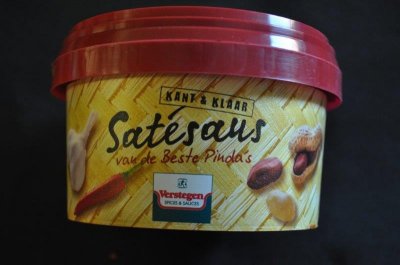 KANT & KLAAR
Satésaus
van de Beste Pinda's
Verstegen
SPICES & SAUCES